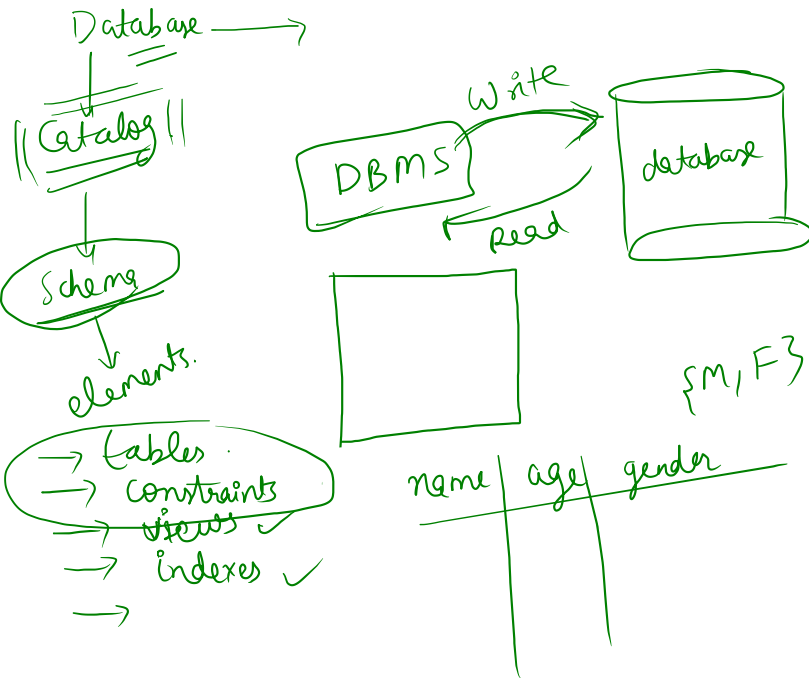 Database
Catalog
Schema
elements.
tables
constraints
views
indexes
DBMS
Write
Read
database
{M, F}
name age gender